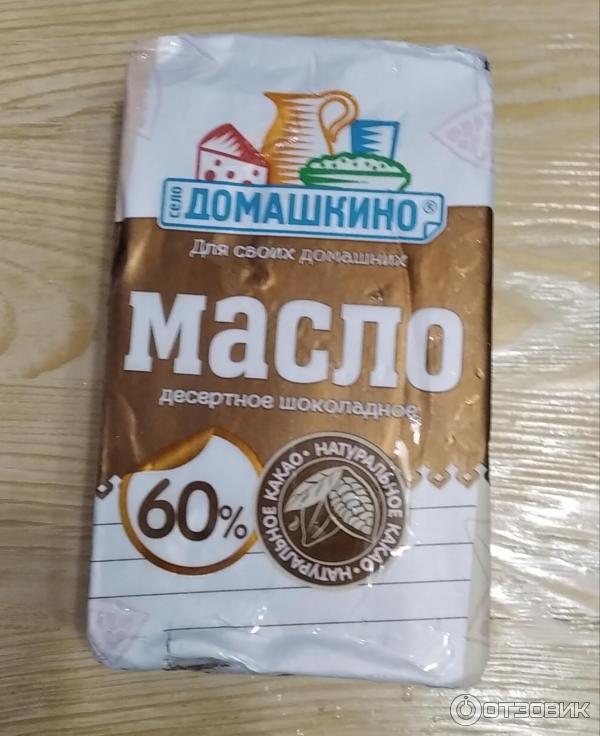 село
ДОМАШКИНО®
Для своих домашних
МАСЛО
десертное шоколадное
60%
НАТУРАЛЬНОЕ КАКАО • НАТУРАЛЬНОЕ КАКАО •
ОТЗОВИК